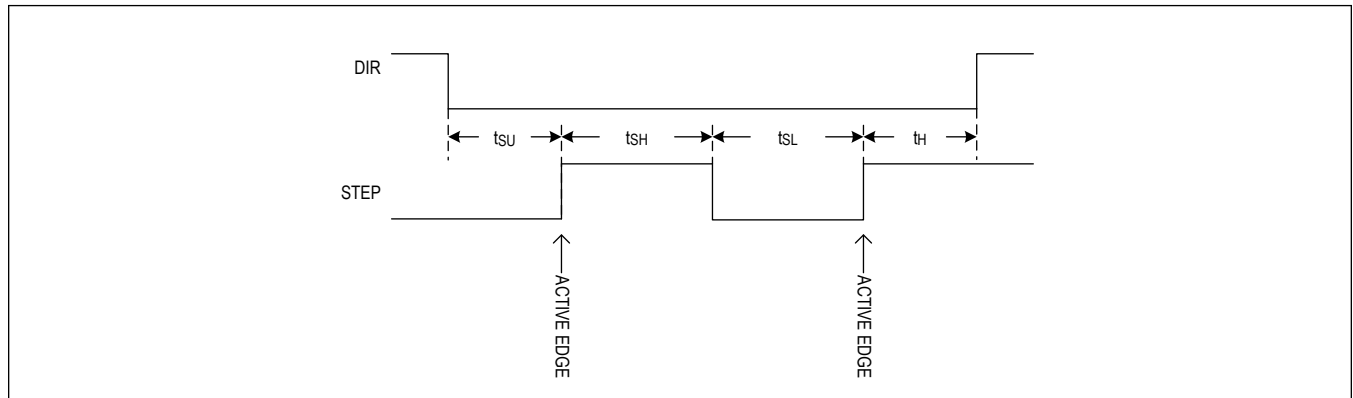 DIR
tSU
tSH
tSL
tH
STEP
ACTIVE EDGE
ACTIVE EDGE